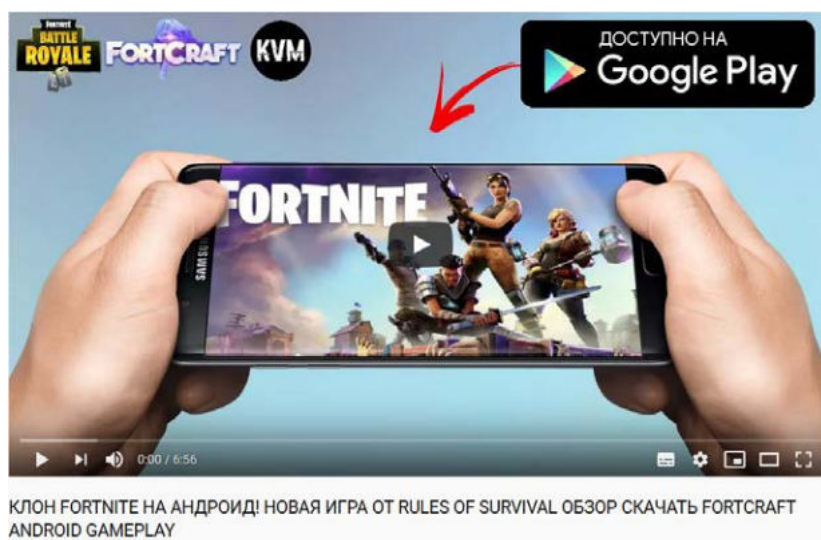 Fortnite
BATTLE
ROYALE
FORTCRAFT
KVM
ДОСТУПНО НА
Google Play
FORTNITE
SAMSUNG
0:00 / 6:56
КЛОН FORTNITE НА АНДРОИД! НОВАЯ ИГРА ОТ RULES OF SURVIVAL ОБЗОР СКАЧАТЬ FORTCRAFT
ANDROID GAMEPLAY